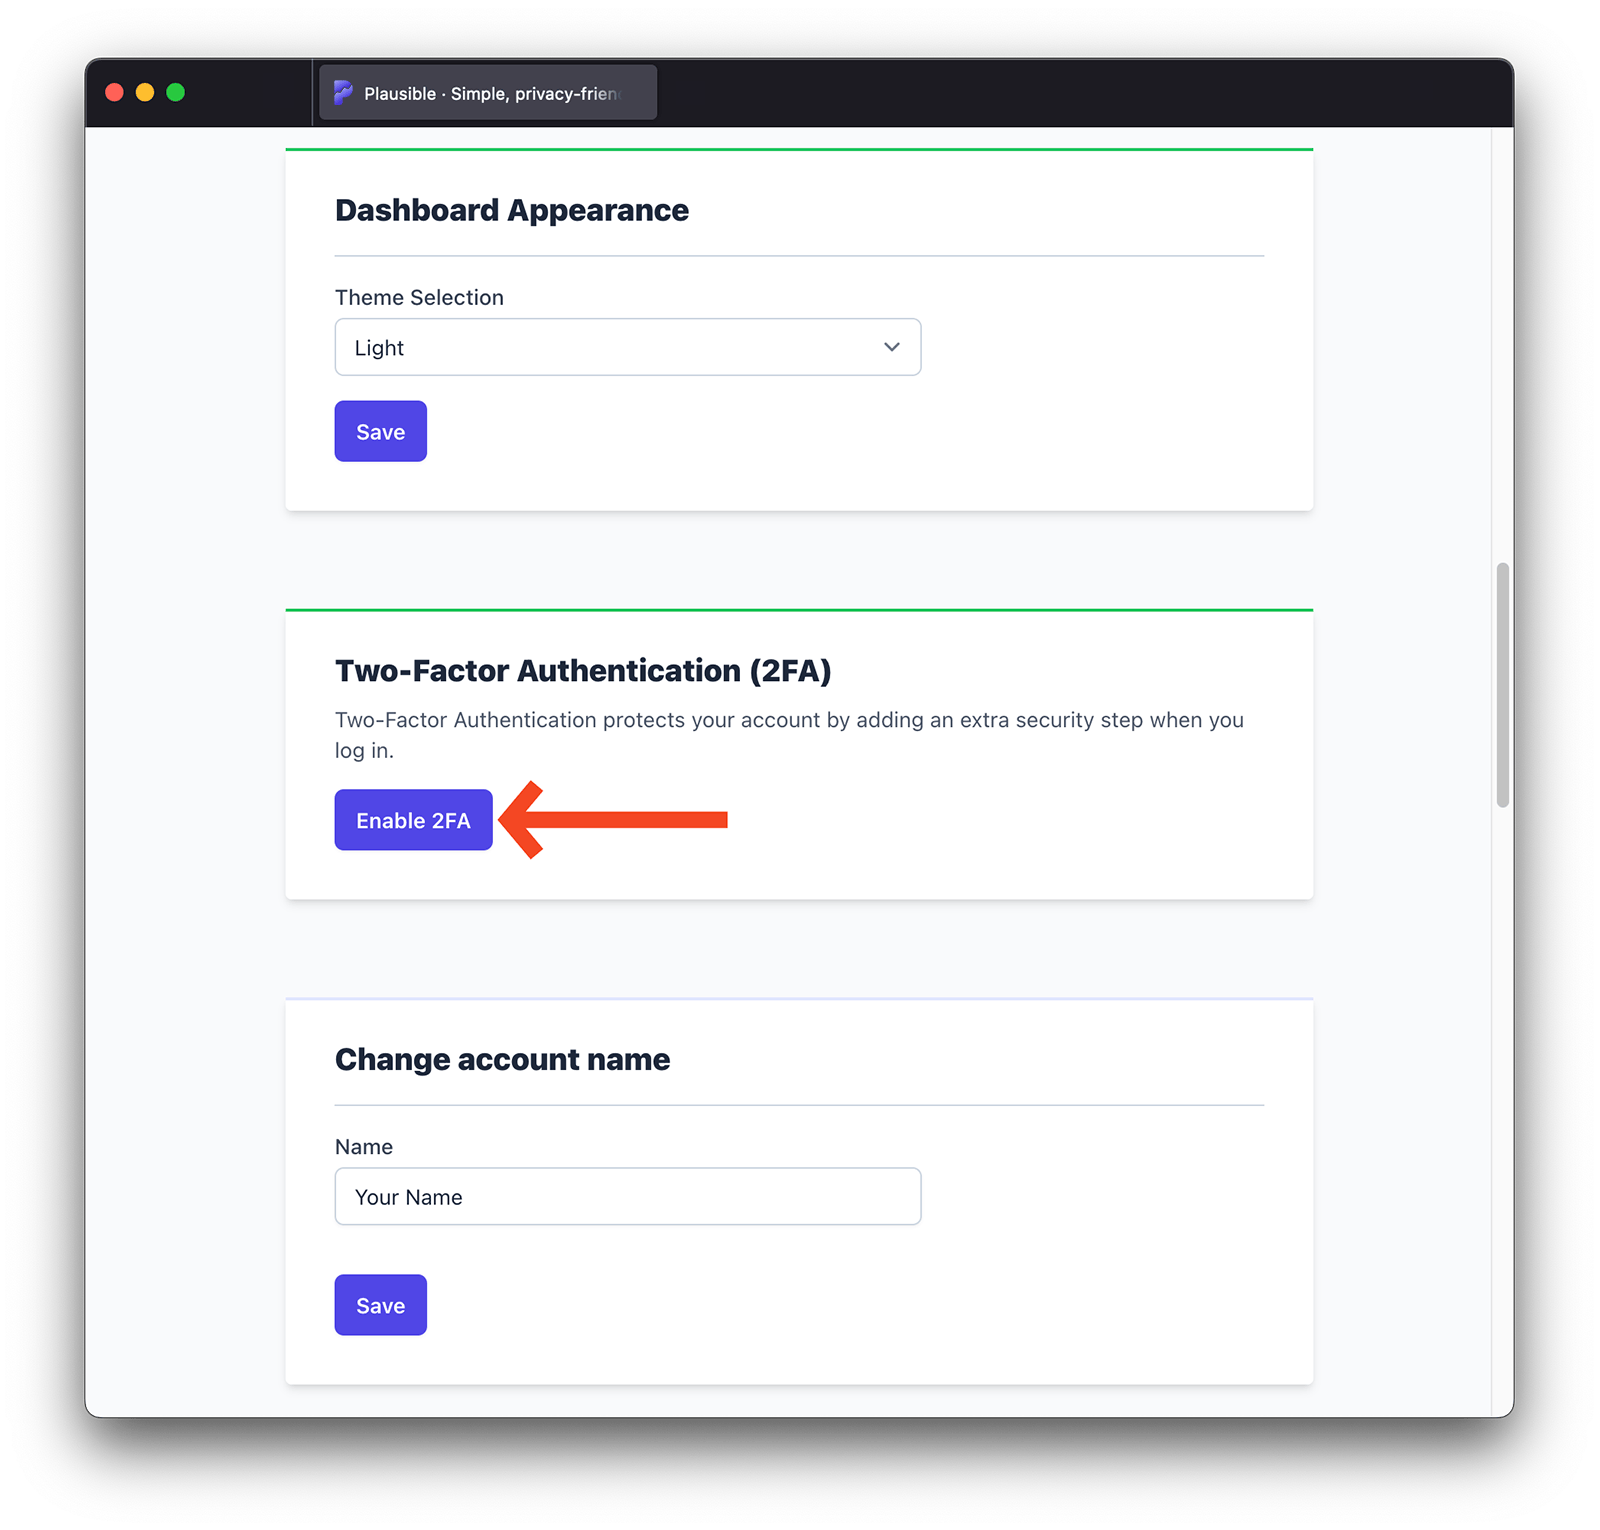 Plausible · Simple, privacy-frien
Dashboard Appearance
Theme Selection
Light
Save
Two-Factor Authentication (2FA)
Two-Factor Authentication protects your account by adding an extra security step when you
log in.
Enable 2FA
Change account name
Name
Your Name
Save